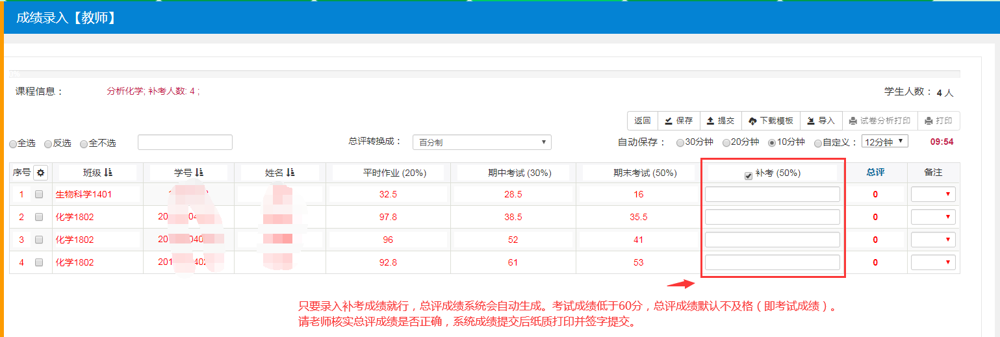 成绩录入【教师】
课程信息： 分析化学; 补考人数: 4 ; 学生人数： 4 人
返回 保存 提交 下载模板 导入 试卷分析打印 打印
全选 反选 全不选 总评转换成： 百分制 自动保存： 30分钟 20分钟 10分钟 自定义： 12分钟 09:54
序号 班级 学号 姓名 平时作业 (20%) 期中考试 (30%) 期末考试 (50%) 补考 (50%) 总评 备注
1 生物科学1401 32.5 28.5 16 0
2 化学1802 97.8 38.5 35.5 0
3 化学1802 96 52 41 0
4 化学1802 92.8 61 53 0
只要录入补考成绩就行，总评成绩系统会自动生成。考试成绩低于60分，总评成绩默认不及格（即考试成绩）。
请老师核实总评成绩是否正确，系统成绩提交后纸质打印并签字提交。